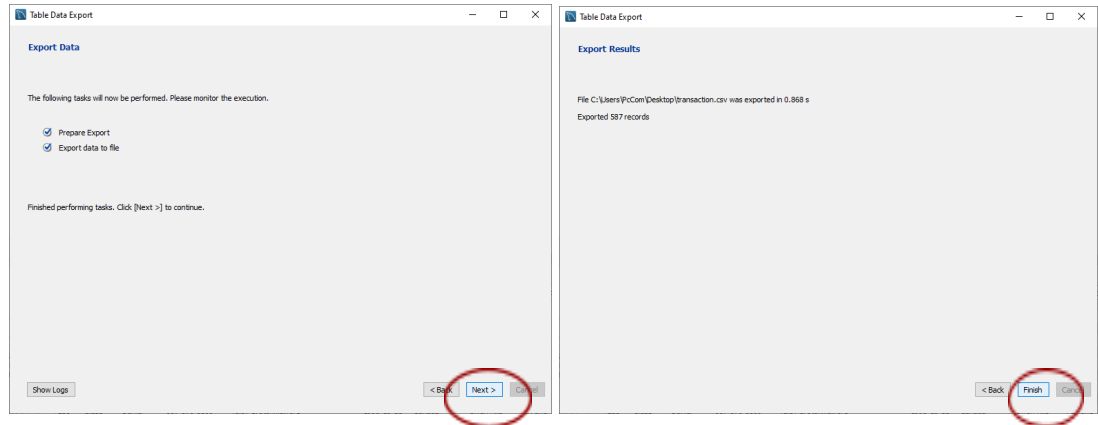 Table Data Export
Export Data
The following tasks will now be performed. Please monitor the execution.
Prepare Export
Export data to file
Finished performing tasks. Click [Next >] to continue.
Show Logs
< Back
Next >
Cancel
Table Data Export
Export Results
File C:\Users\PcCom\Desktop\transaction.csv was exported in 0.868 s
Exported 587 records
< Back
Finish
Cancel